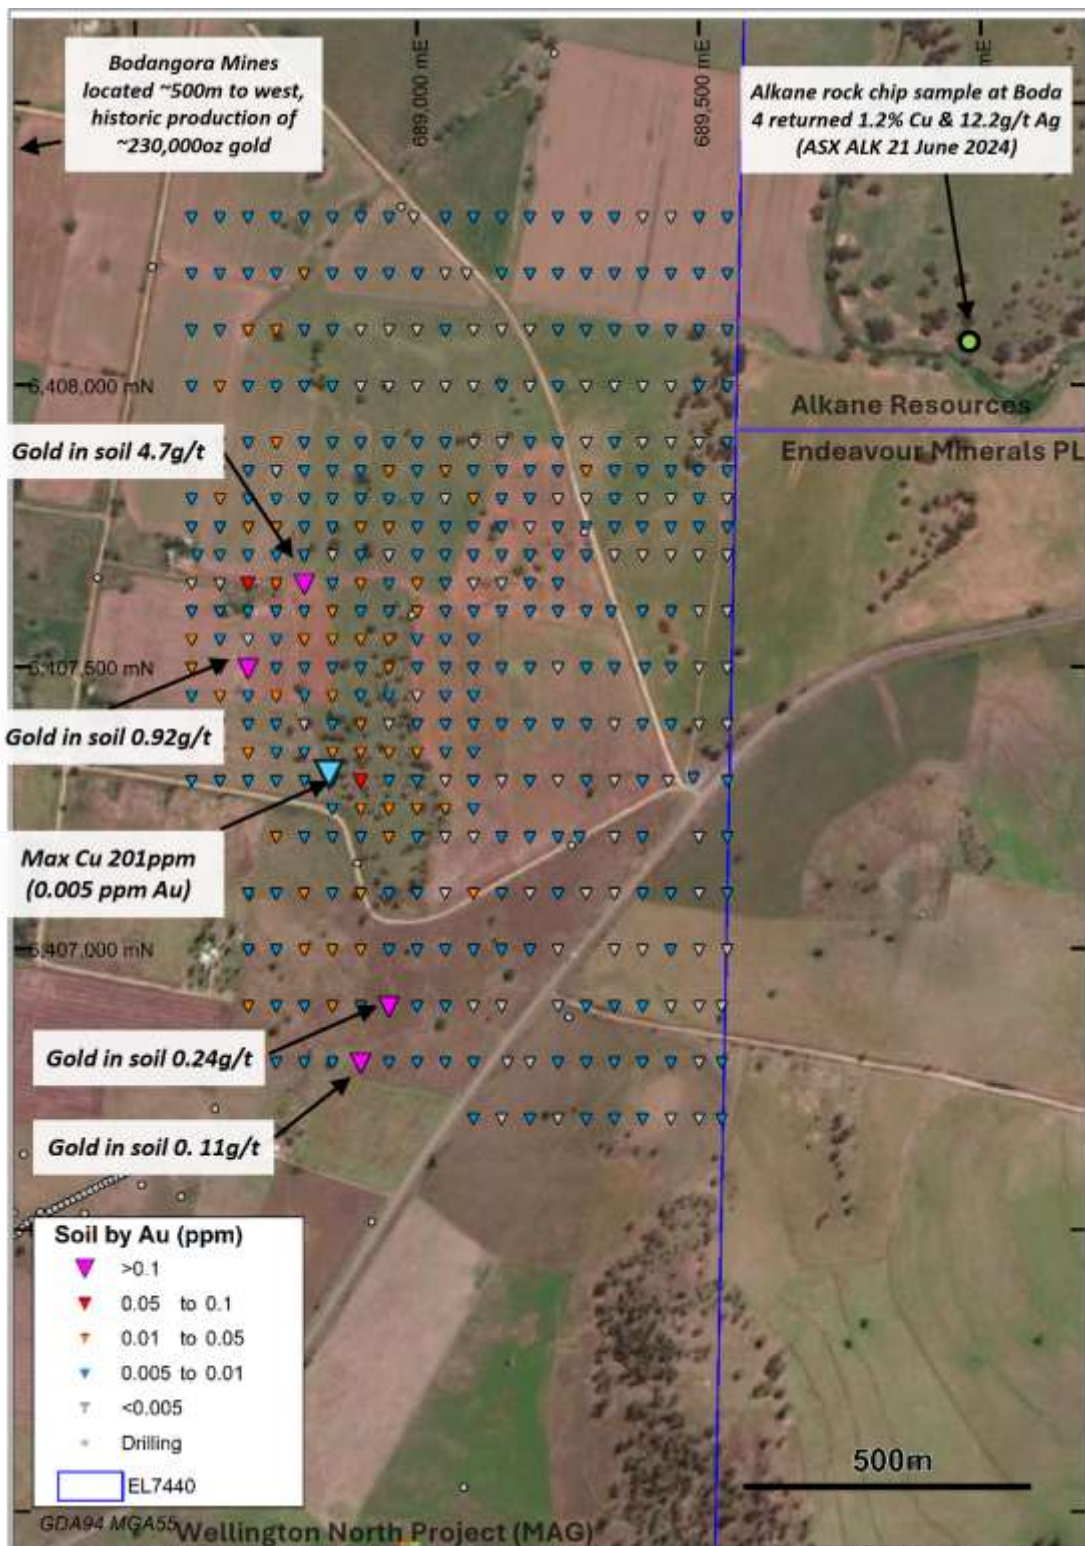 Bodangora Mines
located ~500m to west,
historic production of
~230,000oz gold
689,000 mE
689,500 mE
mE
Alkane rock chip sample at Boda
4 returned 1.2% Cu & 12.2g/t Ag
(ASX ALK 21 June 2024)
6,408,000 mN
Alkane Resources
Endeavour Minerals PL
Gold in soil 4.7g/t
6,407,500 mN
Gold in soil 0.92g/t
Max Cu 201ppm
(0.005 ppm Au)
6,407,000 mN
Gold in soil 0.24g/t
Gold in soil 0. 11g/t
Soil by Au (ppm)
>0.1
0.05 to 0.1
0.01 to 0.05
0.005 to 0.01
<0.005
Drilling
EL7440
500m
GDA94 MGA55
Wellington North Project (MAG)